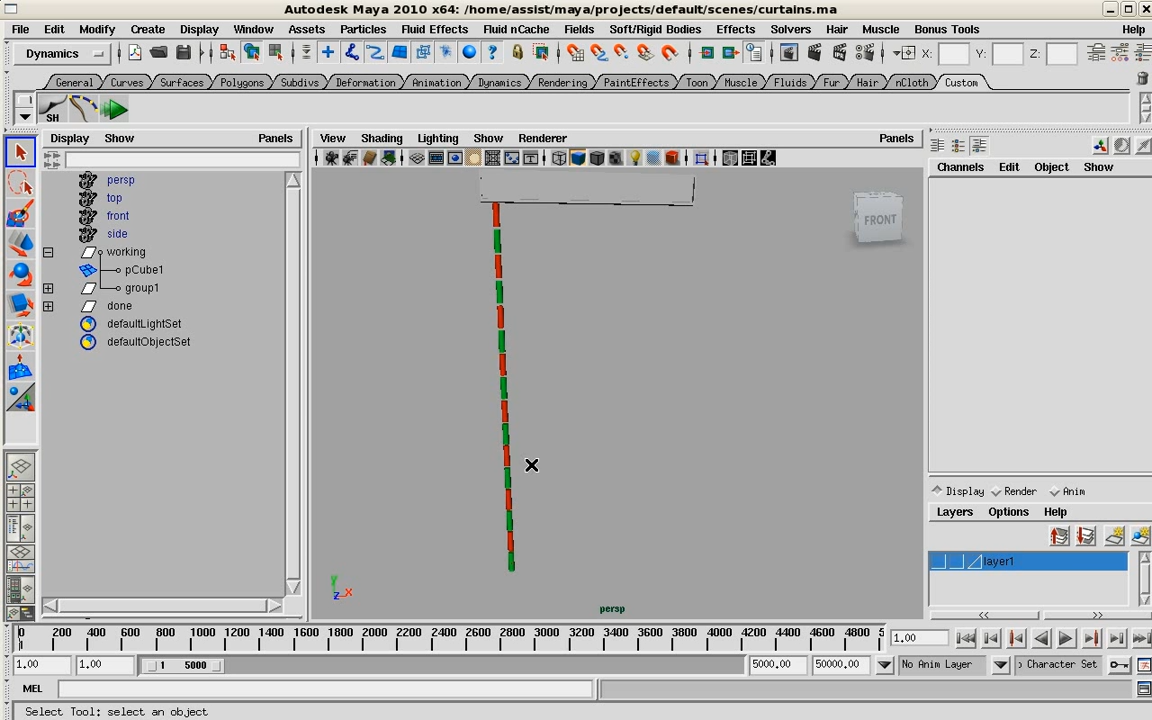 Autodesk Maya 2010 x64: /home/assist/maya/projects/default/scenes/curtains.ma
File Edit Modify Create Display Window Assets Particles Fluid Effects Fluid nCache Fields Soft/Rigid Bodies Effects Solvers Hair Muscle Bonus Tools Help
Dynamics X: Y: Z:
General Curves Surfaces Polygons Subdivs Deformation Animation Dynamics Rendering PaintEffects Toon Muscle Fluids Fur Hair nCloth Custom
SH
Display Show Panels
View Shading Lighting Show Renderer Panels
persp
top
front
side
working
pCube1
group1
done
defaultLightSet
defaultObjectSet
FRONT
y
z x
persp
Channels Edit Object Show
Display Render Anim
Layers Options Help
layer1
<< >>
0 200 400 600 800 1000 1200 1400 1600 1800 2000 2200 2400 2600 2800 3000 3200 3400 3600 3800 4000 4200 4400 4600 4800 5 1.00
1.00 1.00 1 5000 5000.00 50000.00 No Anim Layer Character Set
MEL
Select Tool: select an object